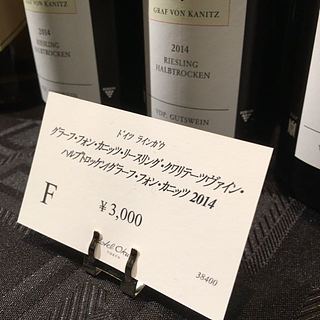 GRAF VON KANITZ
2014
RIESLING
HALBTROCKEN
VDP. GUTSWEIN
2014
RIESLING
HALBTROCKEN
ドイツ ラインガウ
グラーフ・フォン・カニッツ・リースリング・クヴァリテーツヴァイン・
ハルプトロッケン/グラーフ・フォン・カニッツ 2014
F
¥3,000
Hotel Okura
TOKYO
38400